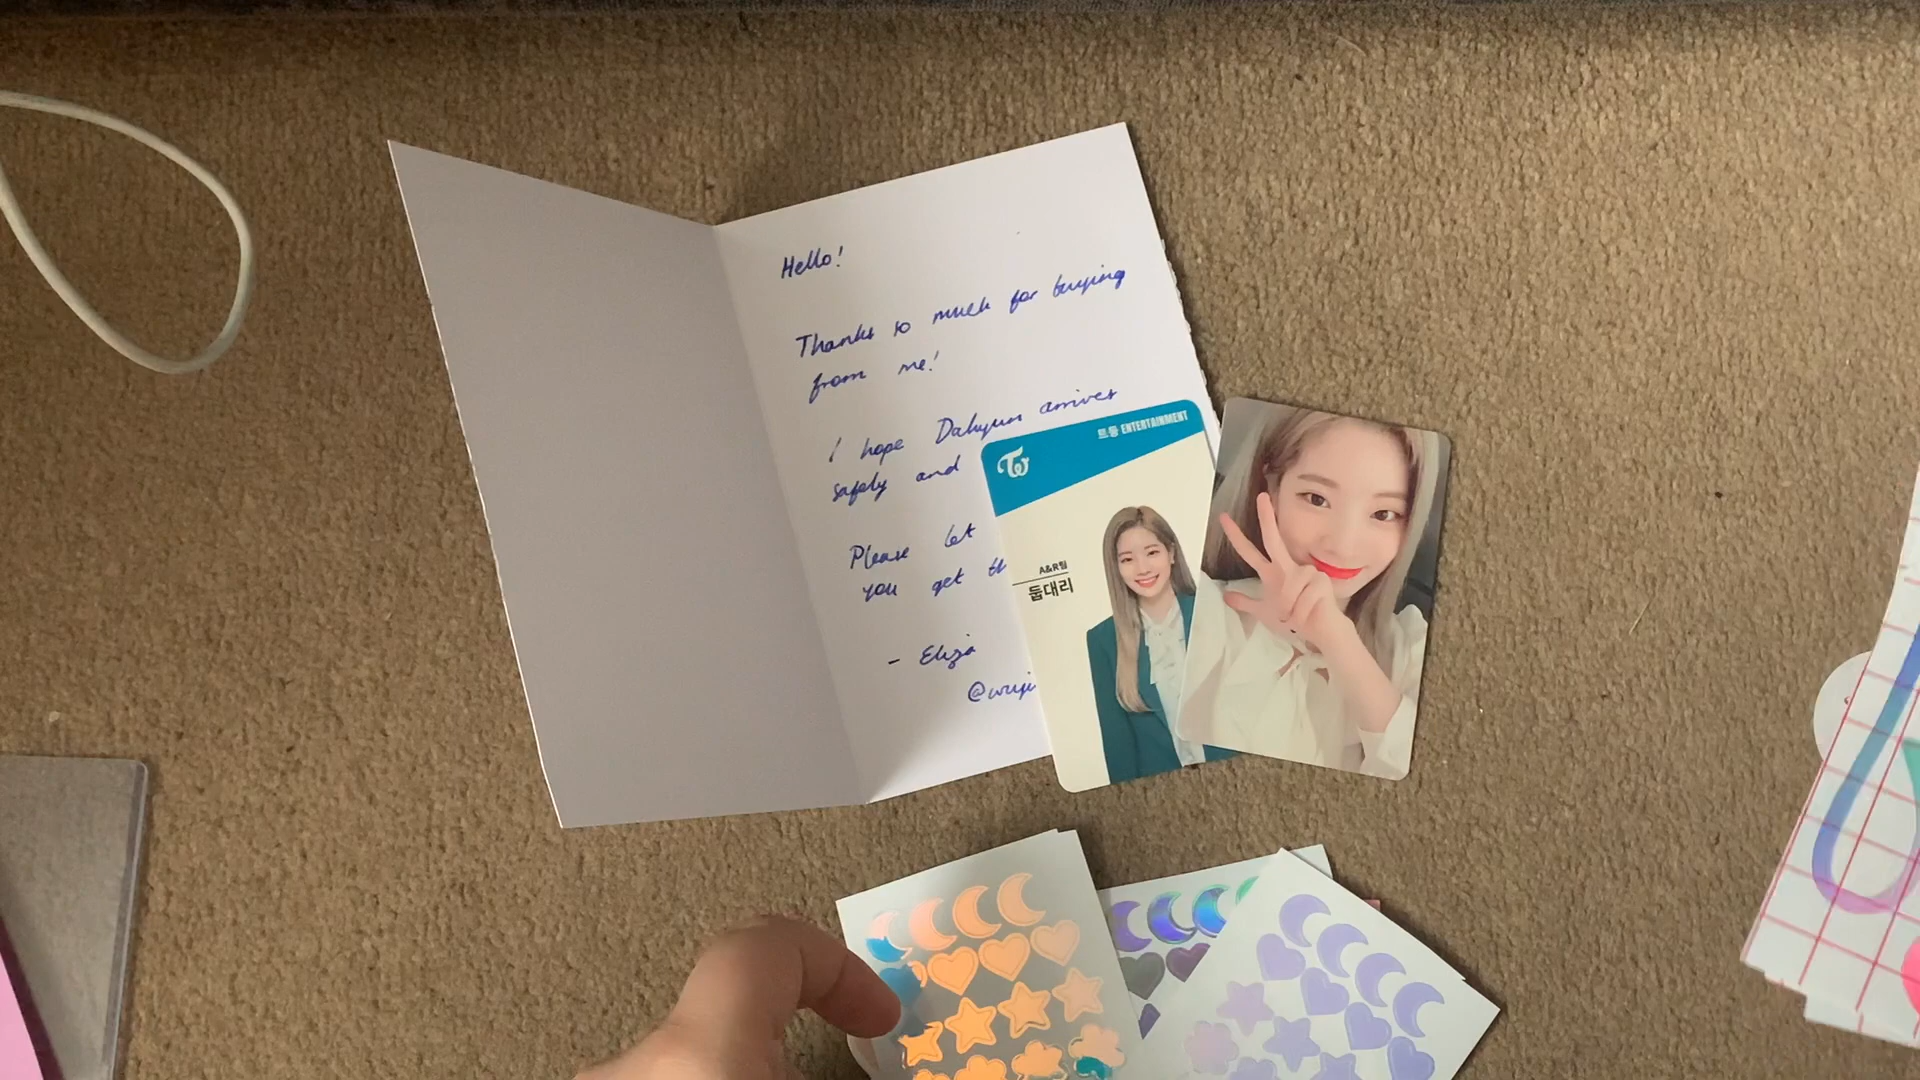 Hello!
Thanks so much for buying
from me!
I hope Dahyun arrives
safely and
Please let
you get
- Eliza
트둥 ENTERTAINMENT
TW
A&R팀
둡대리